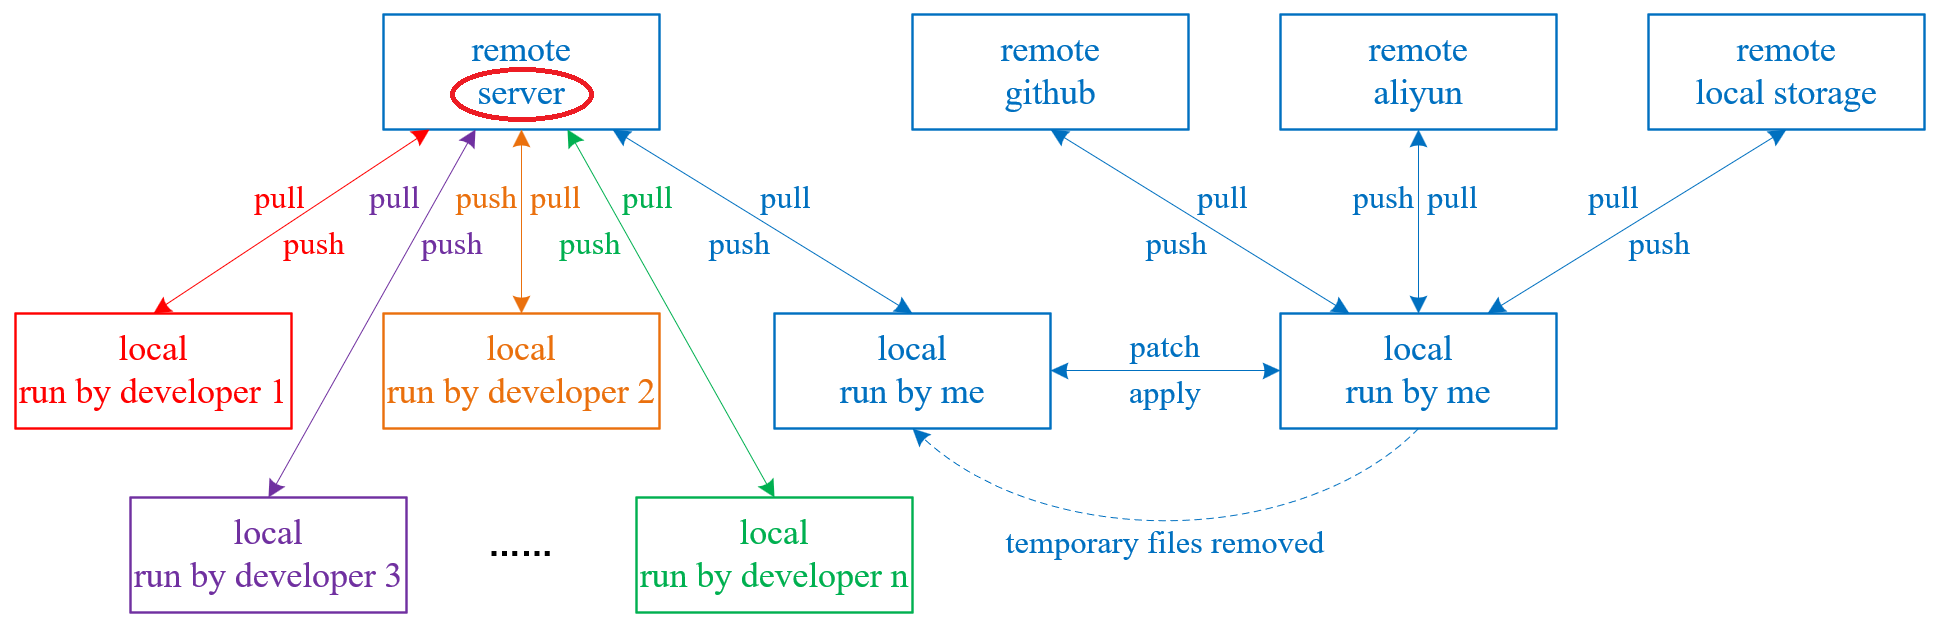 remote
server
remote
github
remote
aliyun
remote
local storage
pull
push
pull
push
push
pull
pull
push
pull
push
pull
push
push
pull
pull
push
local
run by developer 1
local
run by developer 2
local
run by me
patch
apply
local
run by me
local
run by developer 3
......
local
run by developer n
temporary files removed